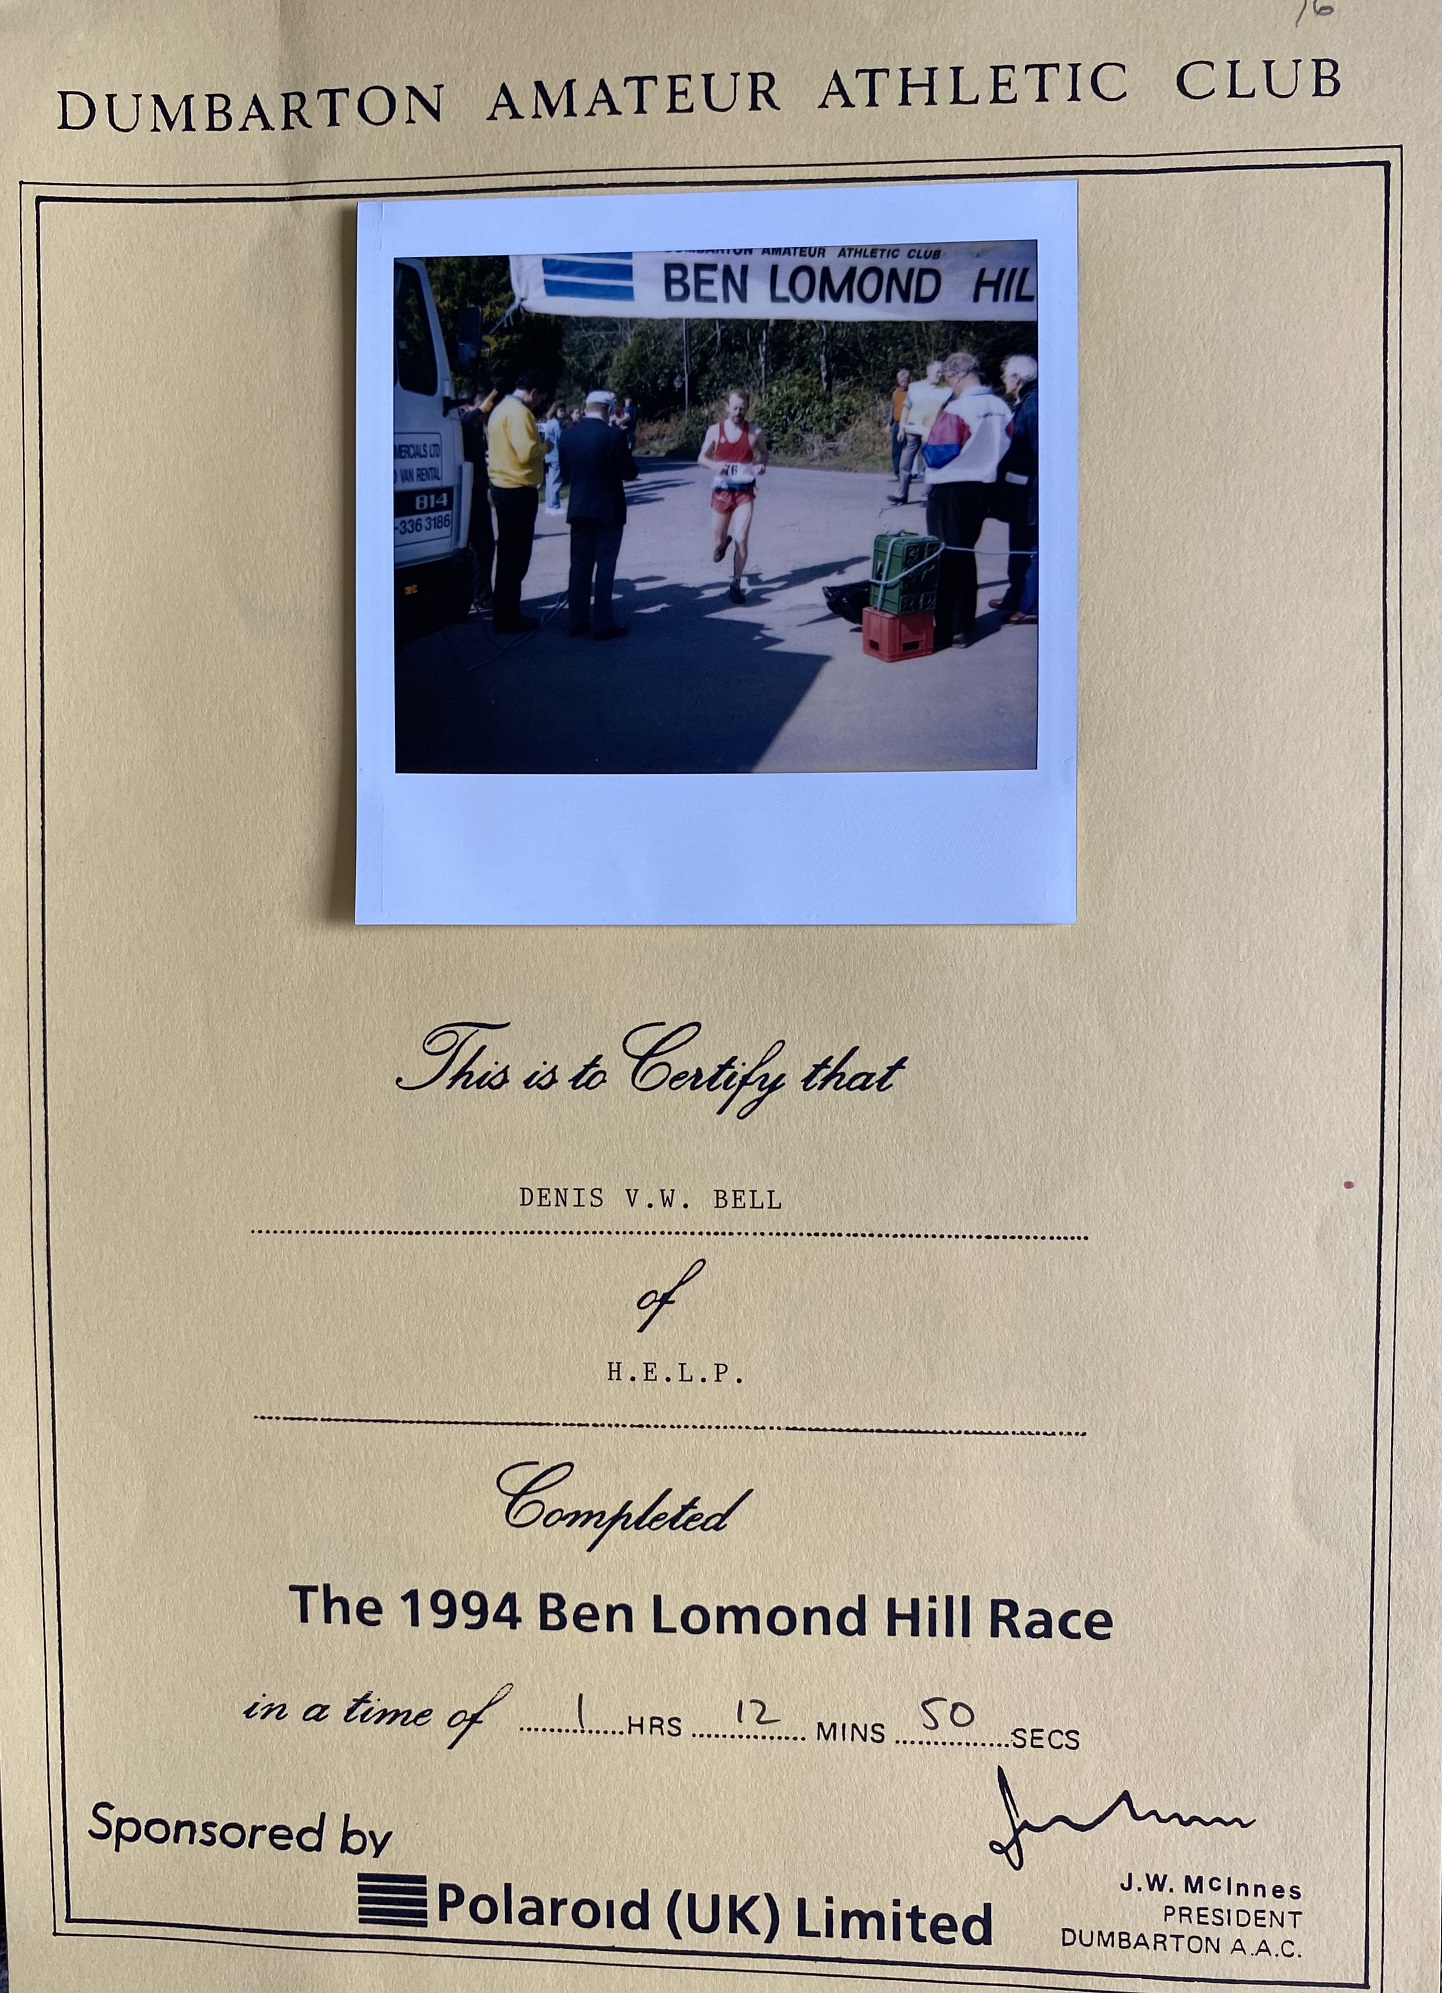 DUMBARTON AMATEUR ATHLETIC CLUB
DUMBARTON AMATEUR ATHLETIC CLUB
BEN LOMOND HIL
MERCIALS LTD
VAN RENTAL
814
-336 3186
76
This is to Certify that
DENIS V.W. BELL
of
H.E.L.P.
Completed
The 1994 Ben Lomond Hill Race
in a time of 1 HRS 12 MINS 50 SECS
Sponsored by
Polaroid (UK) Limited
J.W. McInnes
PRESIDENT
DUMBARTON A.A.C.